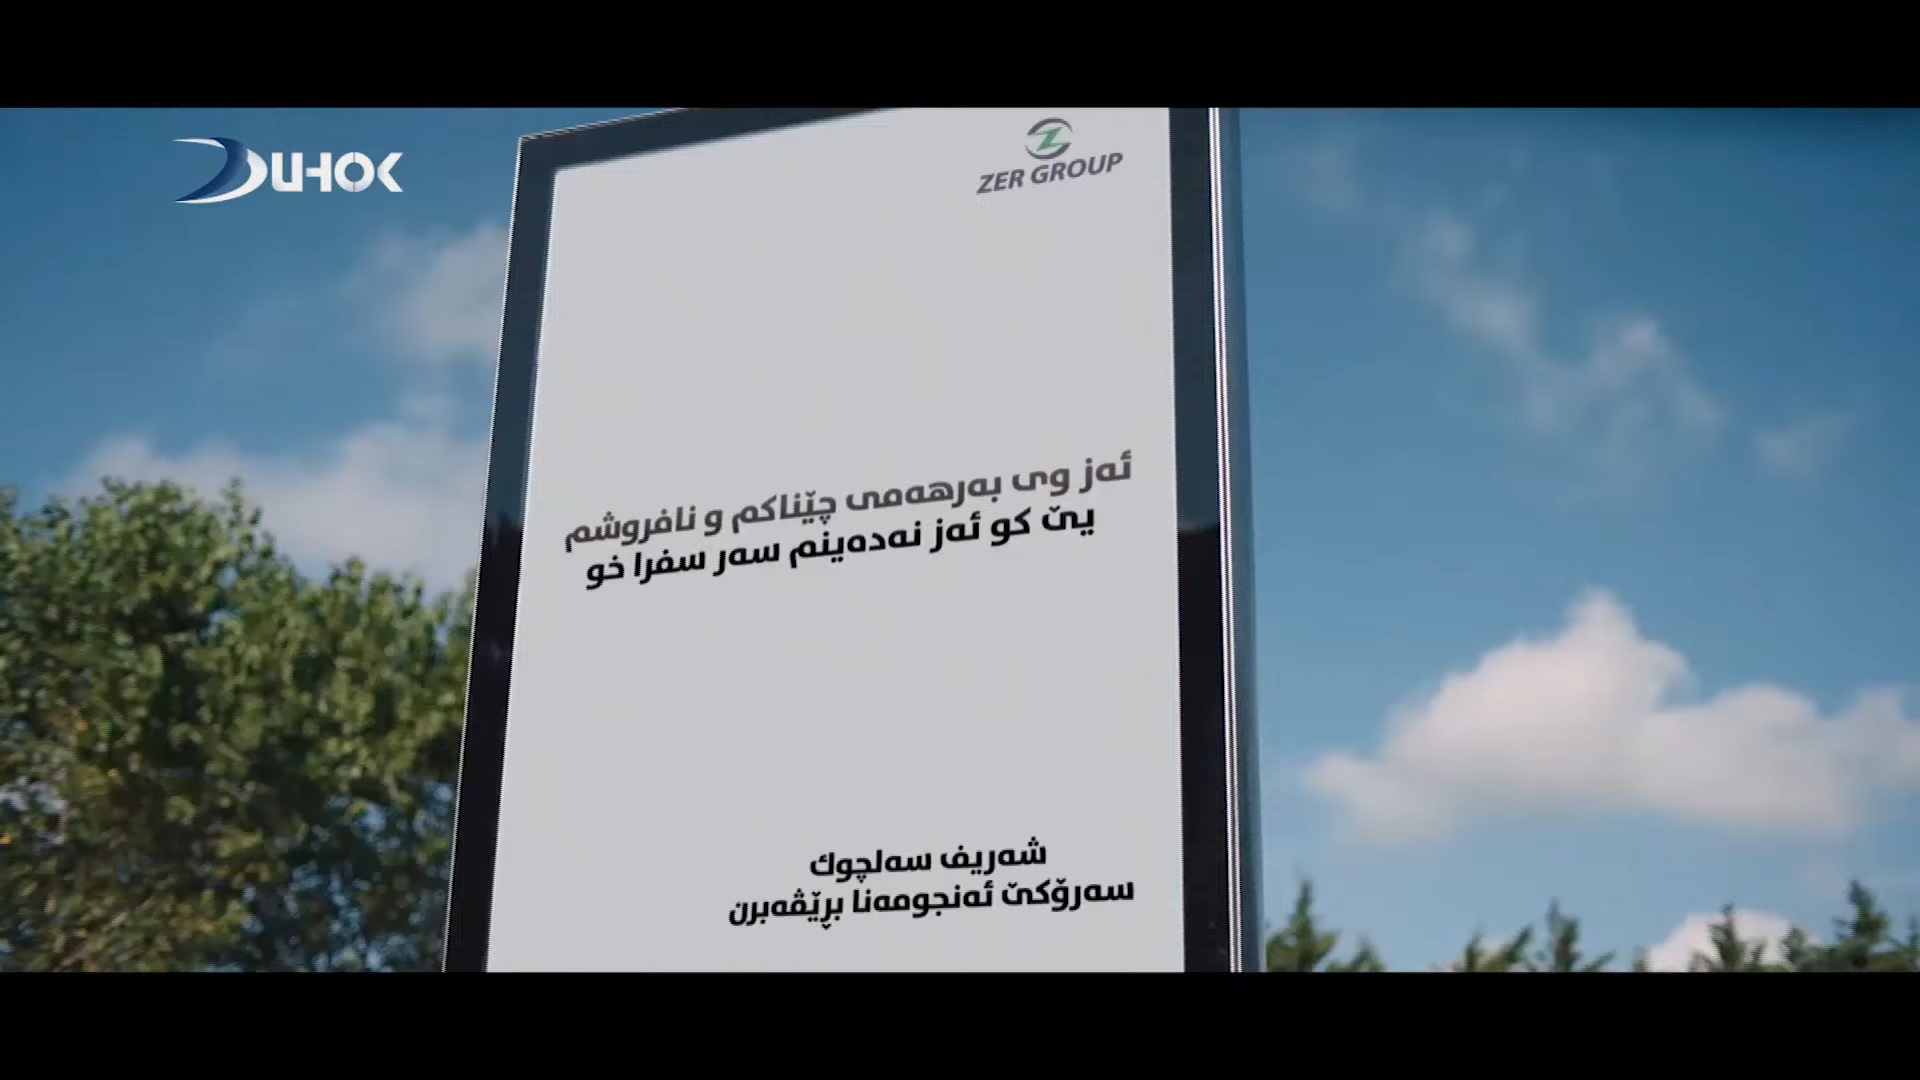 DUHOK
ZER GROUP
ئەز وی بەرهەمی چێناکم و نافروشم
یێ کو ئەز نەدەینم سەر سفرا خو
شەریف سەلچوك
سەرۆکێ ئەنجومەنا بڕێڤەبرن